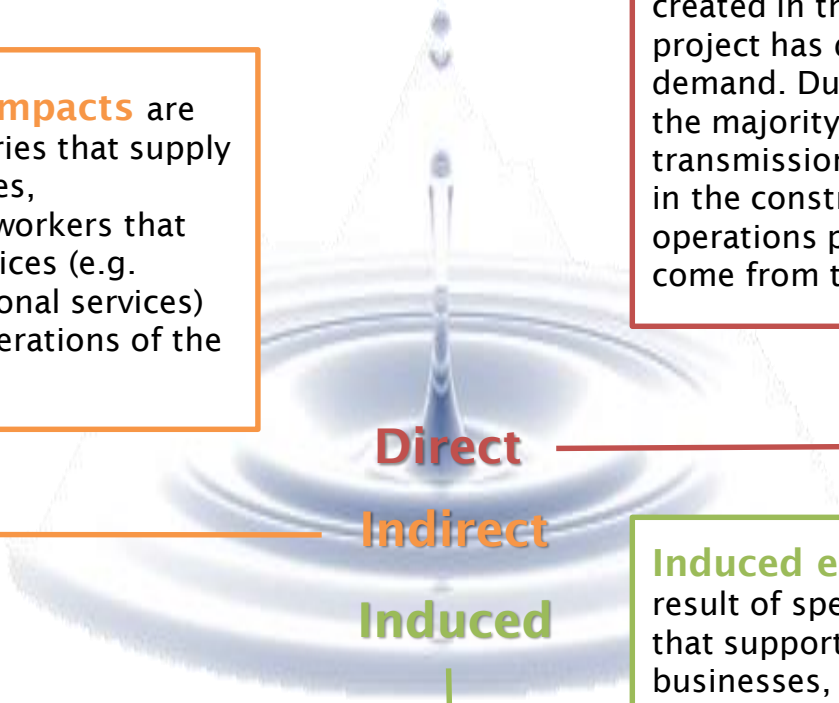 mpacts are
ries that supply
es,
workers that
ices (e.g.
onal services)
erations of the
created in th
project has
demand. Du
the majority
transmission
in the constr
operations p
come from t
Direct
Indirect
Induced
Induced e
result of spe
that support
businesses,